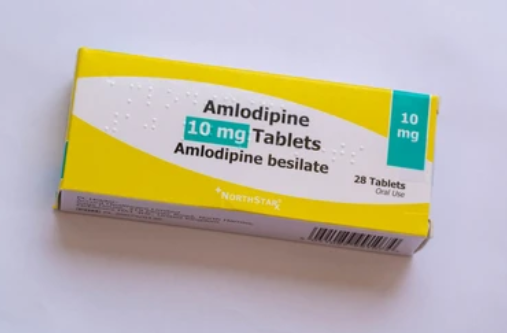 Amlodipine
10 mg Tablets
Amlodipine besilate
10
mg
28 Tablets
Oral Use
NORTHSTAR